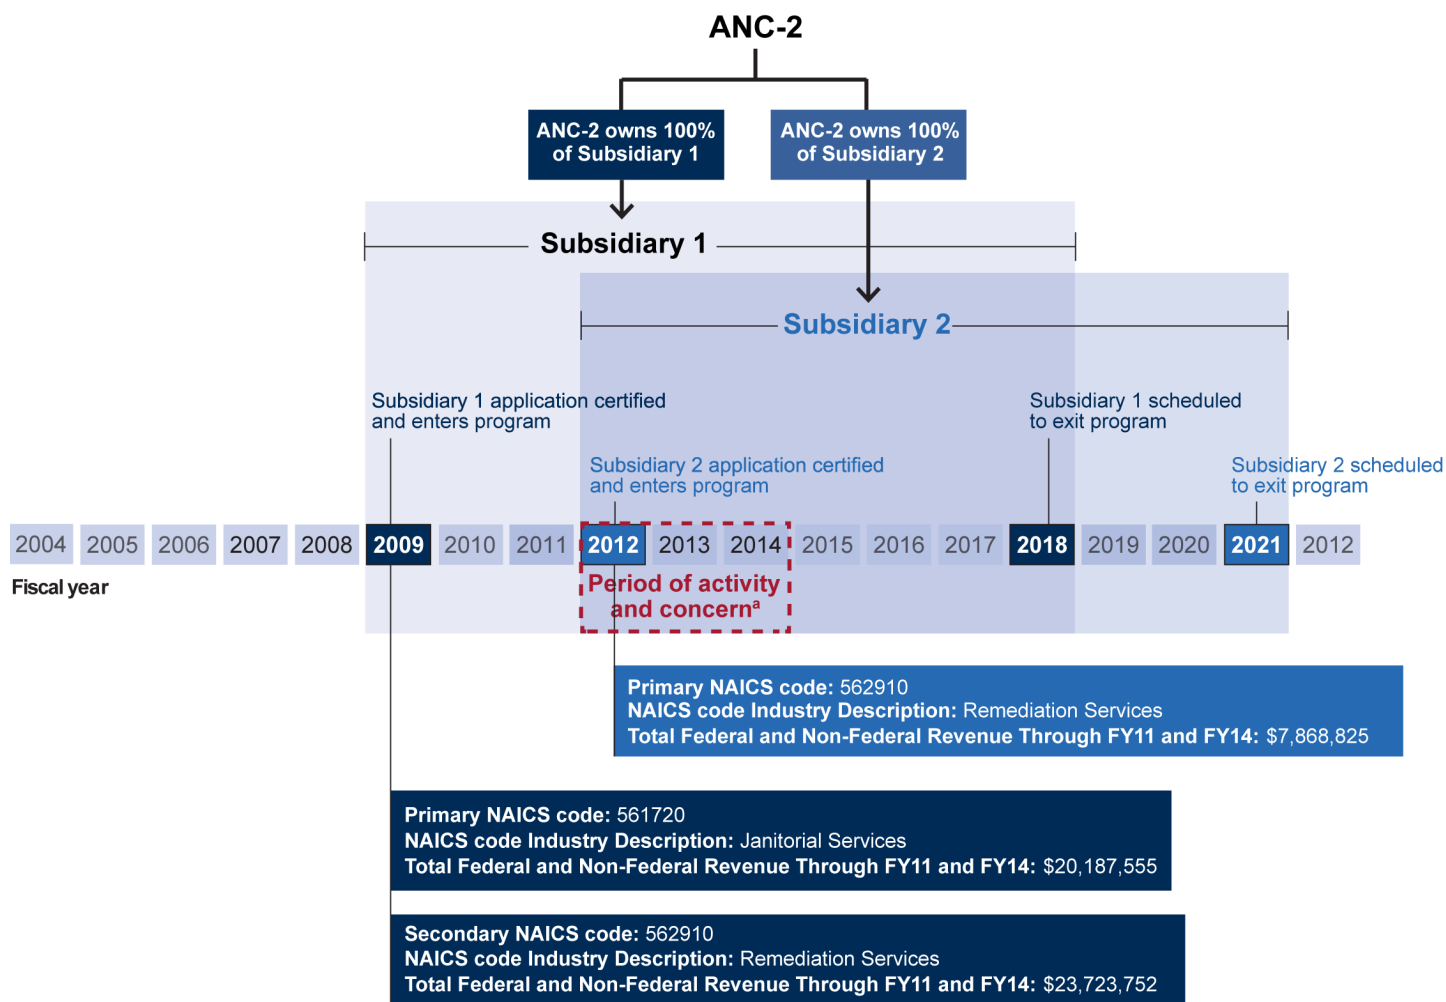 ANC-2
ANC-2 owns 100%
of Subsidiary 1
ANC-2 owns 100%
of Subsidiary 2
Subsidiary 1
Subsidiary 2
Subsidiary 1 application certified
and enters program
Subsidiary 1 scheduled
to exit program
Subsidiary 2 application certified
and enters program
Subsidiary 2 scheduled
to exit program
2004 2005 2006 2007 2008 2009 2010 2011 2012 2013 2014 2015 2016 2017 2018 2019 2020 2021 2012
Fiscal year
Period of activity
and concernᵃ
Primary NAICS code: 562910
NAICS code Industry Description: Remediation Services
Total Federal and Non-Federal Revenue Through FY11 and FY14: $7,868,825
Primary NAICS code: 561720
NAICS code Industry Description: Janitorial Services
Total Federal and Non-Federal Revenue Through FY11 and FY14: $20,187,555
Secondary NAICS code: 562910
NAICS code Industry Description: Remediation Services
Total Federal and Non-Federal Revenue Through FY11 and FY14: $23,723,752